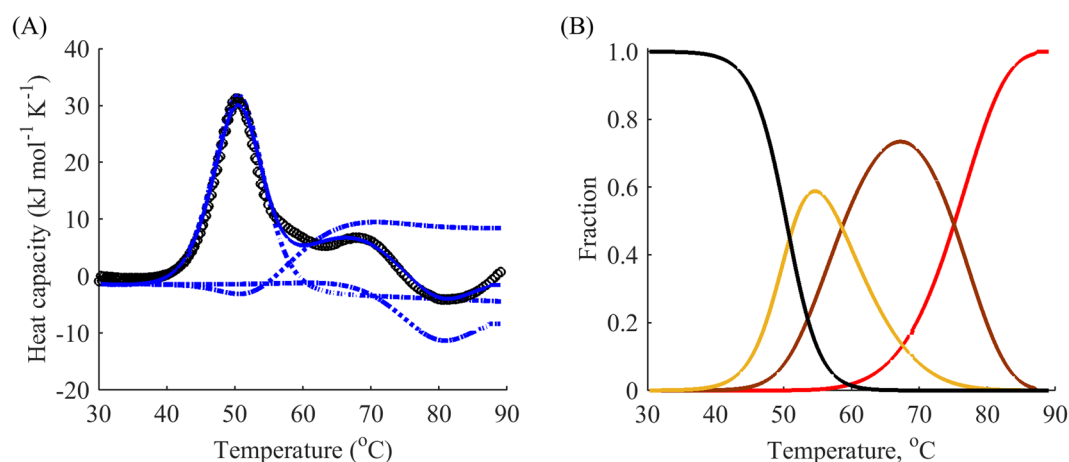 (A)
Heat capacity (kJ mol⁻¹ K⁻¹)
40
30
20
10
0
-10
-20
30 40 50 60 70 80 90
Temperature (°C)
(B)
Fraction
1.0
0.8
0.6
0.4
0.2
0
30 40 50 60 70 80 90
Temperature, °C